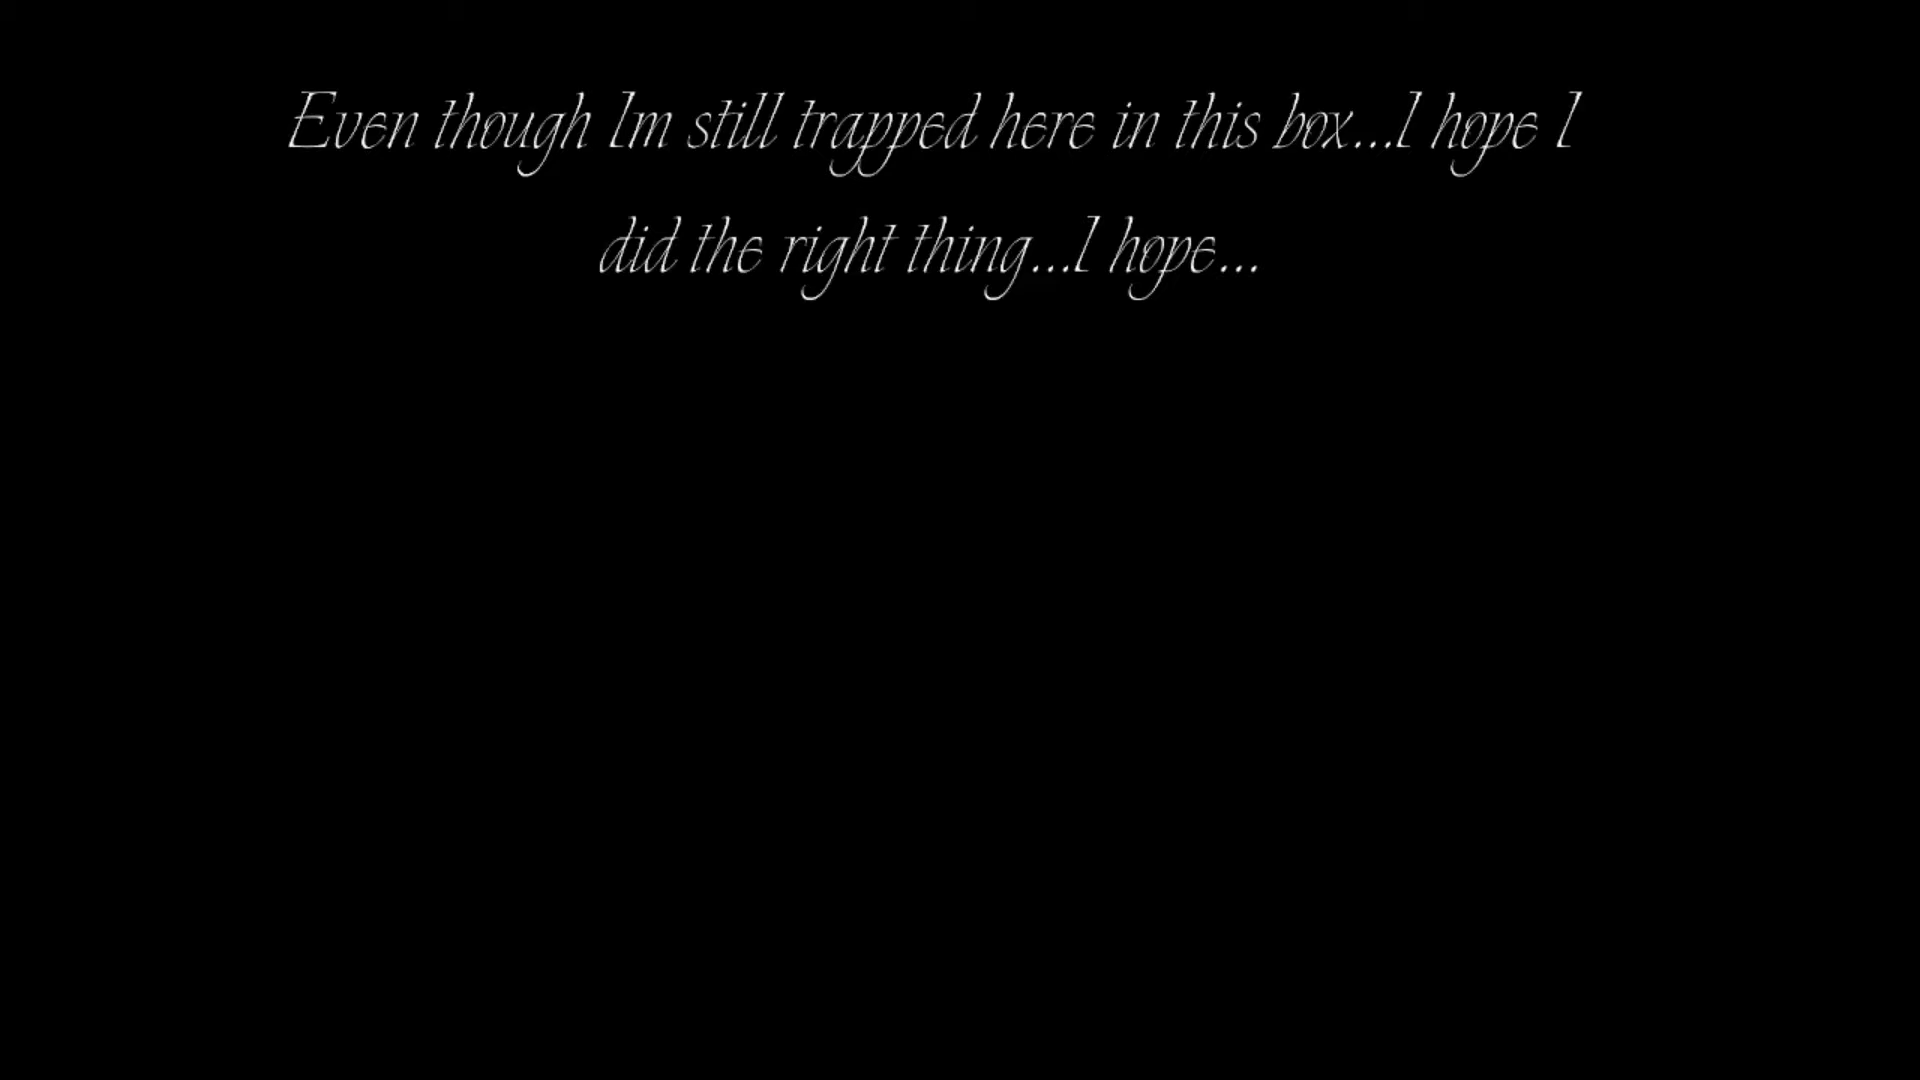 Even though Im still trapped here in this box...I hope I
did the right thing...I hope...